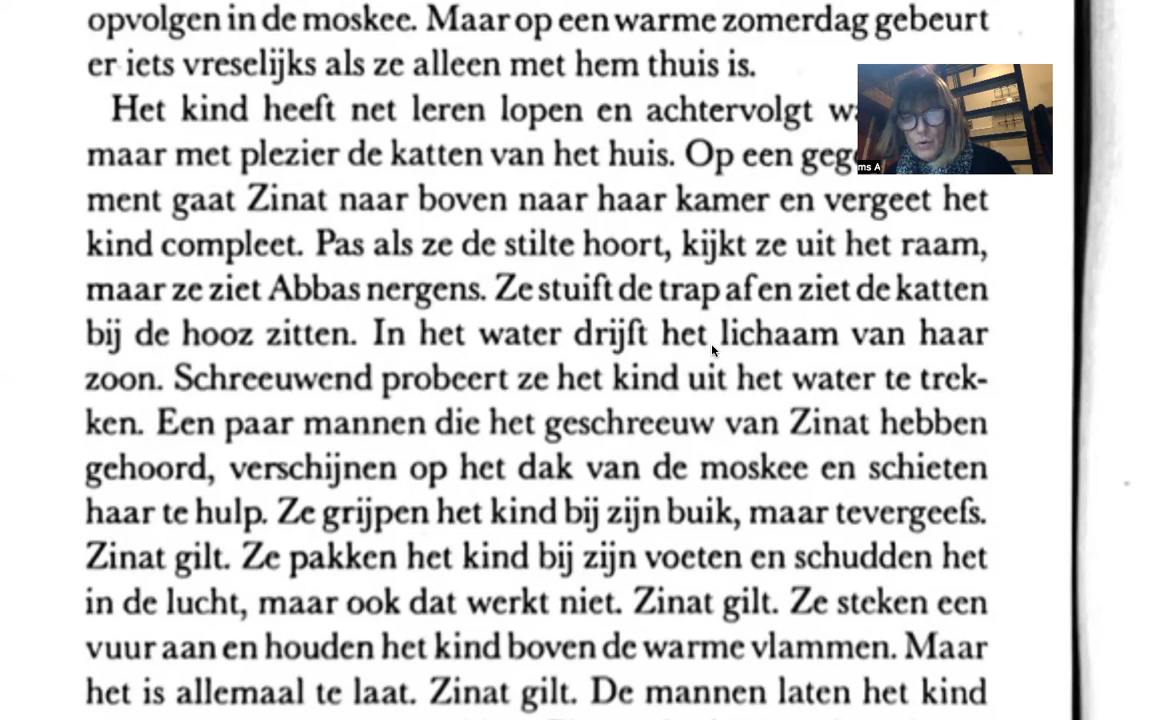 opvolgen in de moskee. Maar op een warme zomerdag gebeurt
er iets vreselijks als ze alleen met hem thuis is.
Het kind heeft net leren lopen en achtervolgt
maar met plezier de katten van het huis. Op een
ment gaat Zinat naar boven naar haar kamer en vergeet het
kind compleet. Pas als ze de stilte hoort, kijkt ze uit het raam,
maar ze ziet Abbas nergens. Ze stuift de trap af en ziet de katten
bij de hooz zitten. In het water drijft het lichaam van haar
zoon. Schreeuwend probeert ze het kind uit het water te trek-
ken. Een paar mannen die het geschreeuw van Zinat hebben
gehoord, verschijnen op het dak van de moskee en schieten
haar te hulp. Ze grijpen het kind bij zijn buik, maar tevergeefs.
Zinat gilt. Ze pakken het kind bij zijn voeten en schudden het
in de lucht, maar ook dat werkt niet. Zinat gilt. Ze steken een
vuur aan en houden het kind boven de warme vlammen. Maar
het is allemaal te laat. Zinat gilt. De mannen laten het kind
ms A